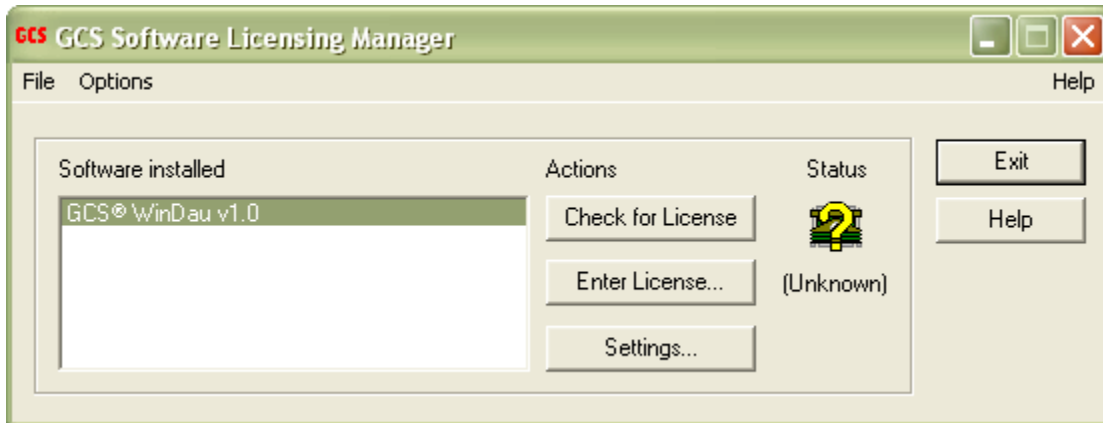 GCS GCS Software Licensing Manager
File Options Help
Software installed Actions Status Exit
GCS® WinDau v1.0 Check for License Help
Enter License... (Unknown)
Settings...